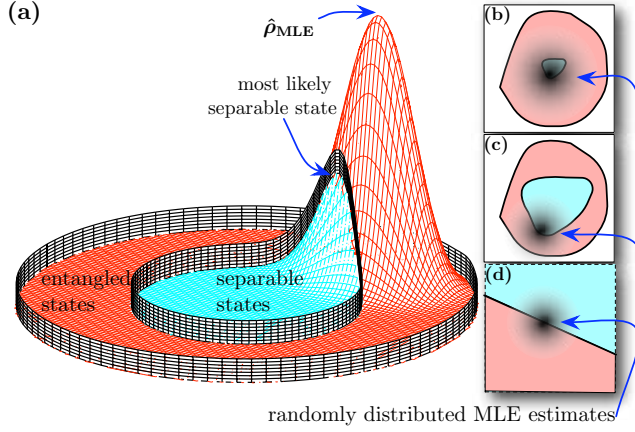 (a)
ρ̂MLE
most likely
separable state
entangled
states
separable
states
(b)
(c)
(d)
randomly distributed MLE estimates